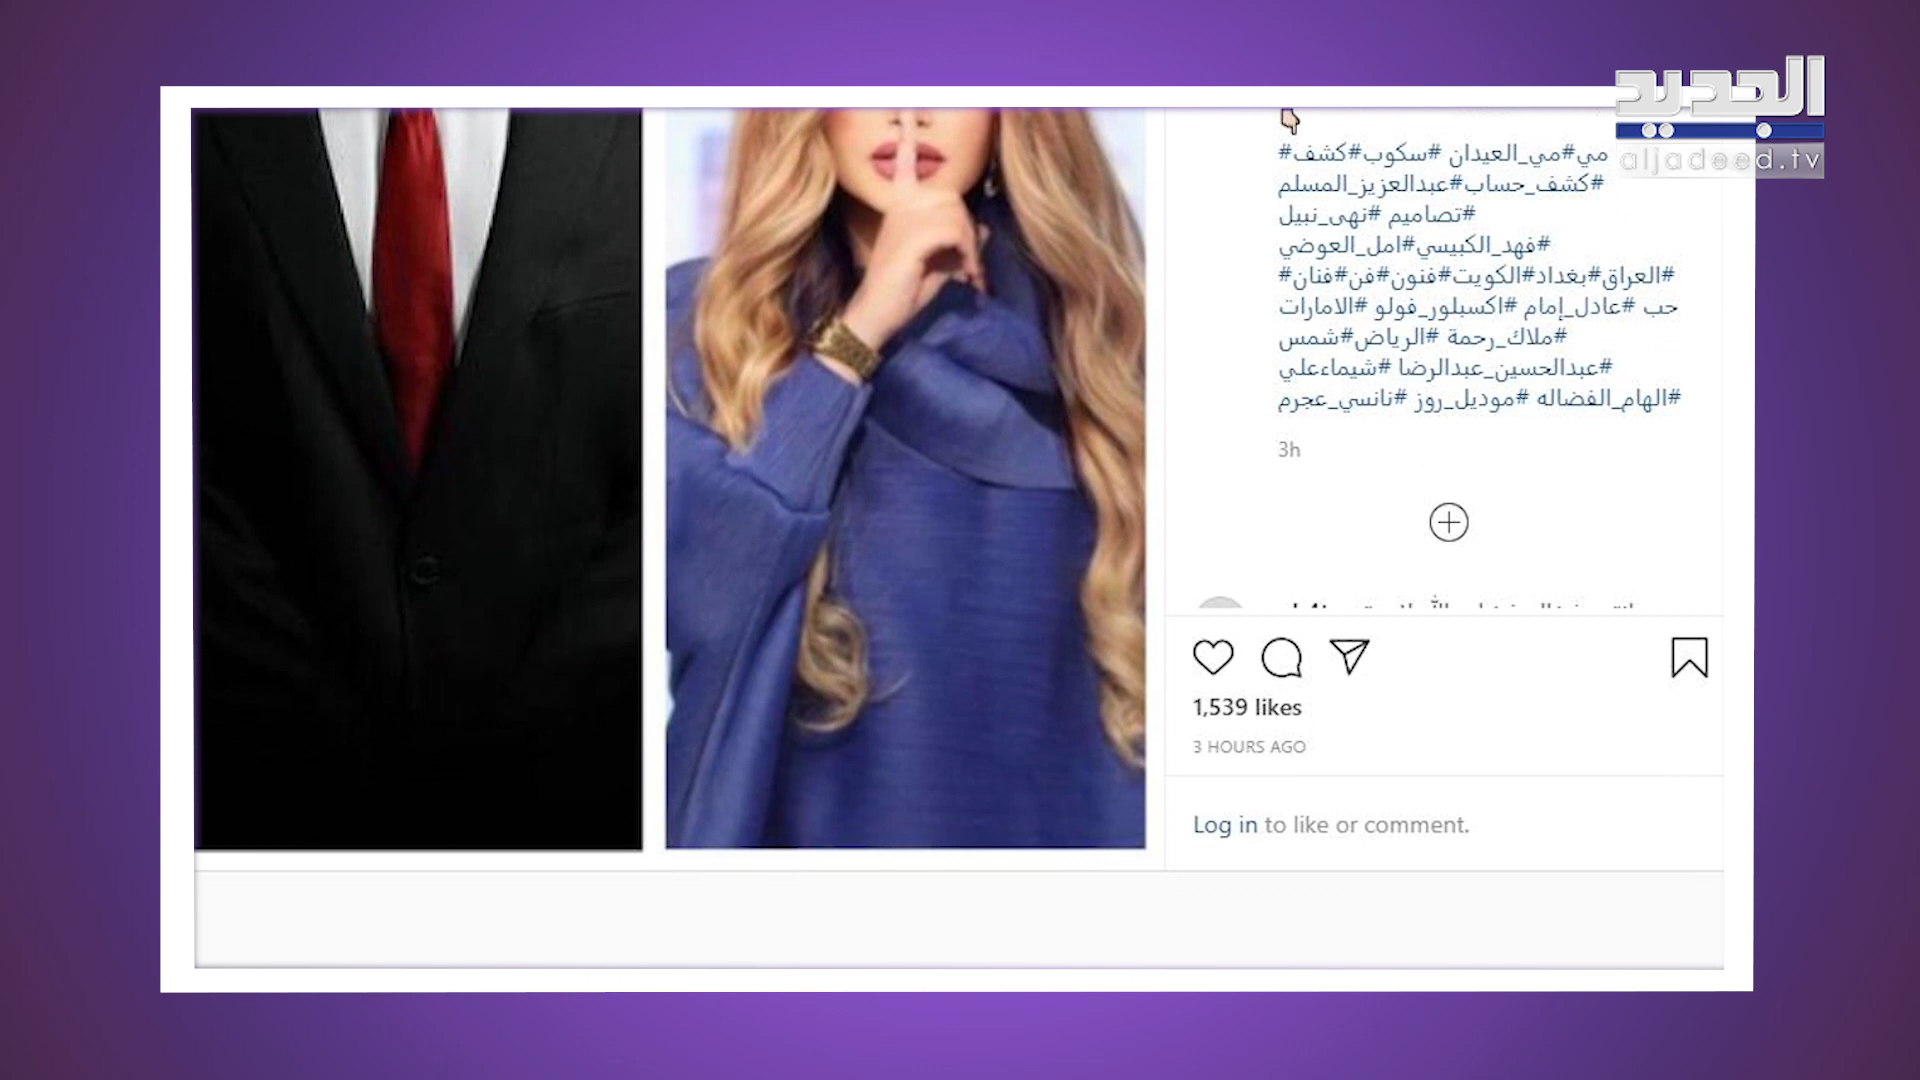 الجديد
aljadeed.tv
#مي#مي_العيدان #سكوب#كشف
#كشف_حساب#عبدالعزيز_المسلم
#تصاميم #نهى_نبيل
#فهد_الكبيسي#امل_العوضي
#العراق#بغداد#الكويت#فنون#فن#فنان#
حب #عادل_إمام #اكسبلور_فولو #الامارات
#ملاك_رحمة #الرياض#شمس
#عبدالحسين_عبدالرضا #شيماءعلي
#الهام_الفضاله #موديل_روز #نانسي_عجرم
3h
1,539 likes
3 HOURS AGO
Log in to like or comment.